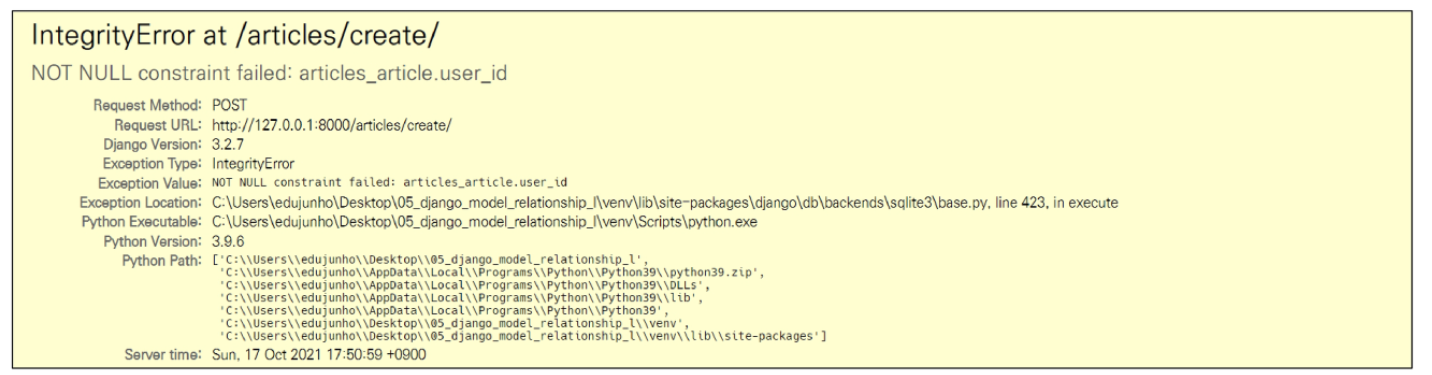 IntegrityError at /articles/create/
NOT NULL constraint failed: articles_article.user_id
Request Method: POST
Request URL: http://127.0.0.1:8000/articles/create/
Django Version: 3.2.7
Exception Type: IntegrityError
Exception Value: NOT NULL constraint failed: articles_article.user_id
Exception Location: C:\Users\edujunho\Desktop\05_django_model_relationship_I\venv\lib\site-packages\django\db\backends\sqlite3\base.py, line 423, in execute
Python Executable: C:\Users\edujunho\Desktop\05_django_model_relationship_I\venv\Scripts\python.exe
Python Version: 3.9.6
Python Path: ['C:\\Users\\edujunho\\Desktop\\05_django_model_relationship_l',
'C:\\Users\\edujunho\\AppData\\Local\\Programs\\Python\\Python39\\python39.zip',
'C:\\Users\\edujunho\\AppData\\Local\\Programs\\Python\\Python39\\DLLs',
'C:\\Users\\edujunho\\AppData\\Local\\Programs\\Python\\Python39\\lib',
'C:\\Users\\edujunho\\AppData\\Local\\Programs\\Python\\Python39',
'C:\\Users\\edujunho\\Desktop\\05_django_model_relationship_l\\venv',
'C:\\Users\\edujunho\\Desktop\\05_django_model_relationship_l\\venv\\lib\\site-packages']
Server time: Sun, 17 Oct 2021 17:50:59 +0900